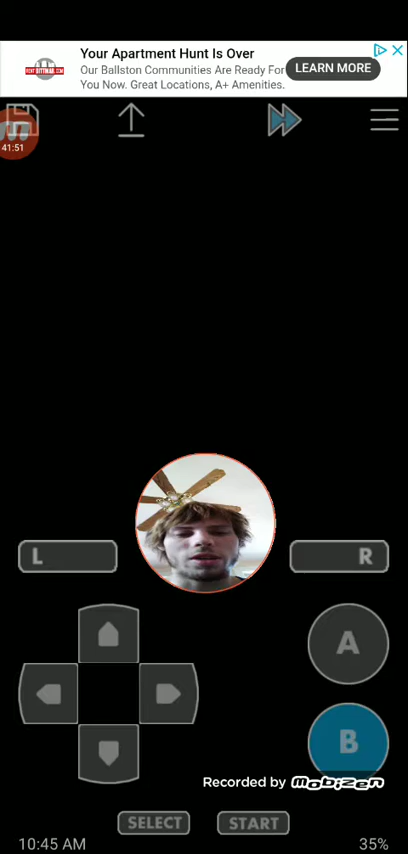 Your Apartment Hunt Is Over
Our Ballston Communities Are Ready For
You Now. Great Locations, A+ Amenities.
LEARN MORE
41:51
L
R
A
B
Recorded by Mobizen
SELECT
START
10:45 AM
35%